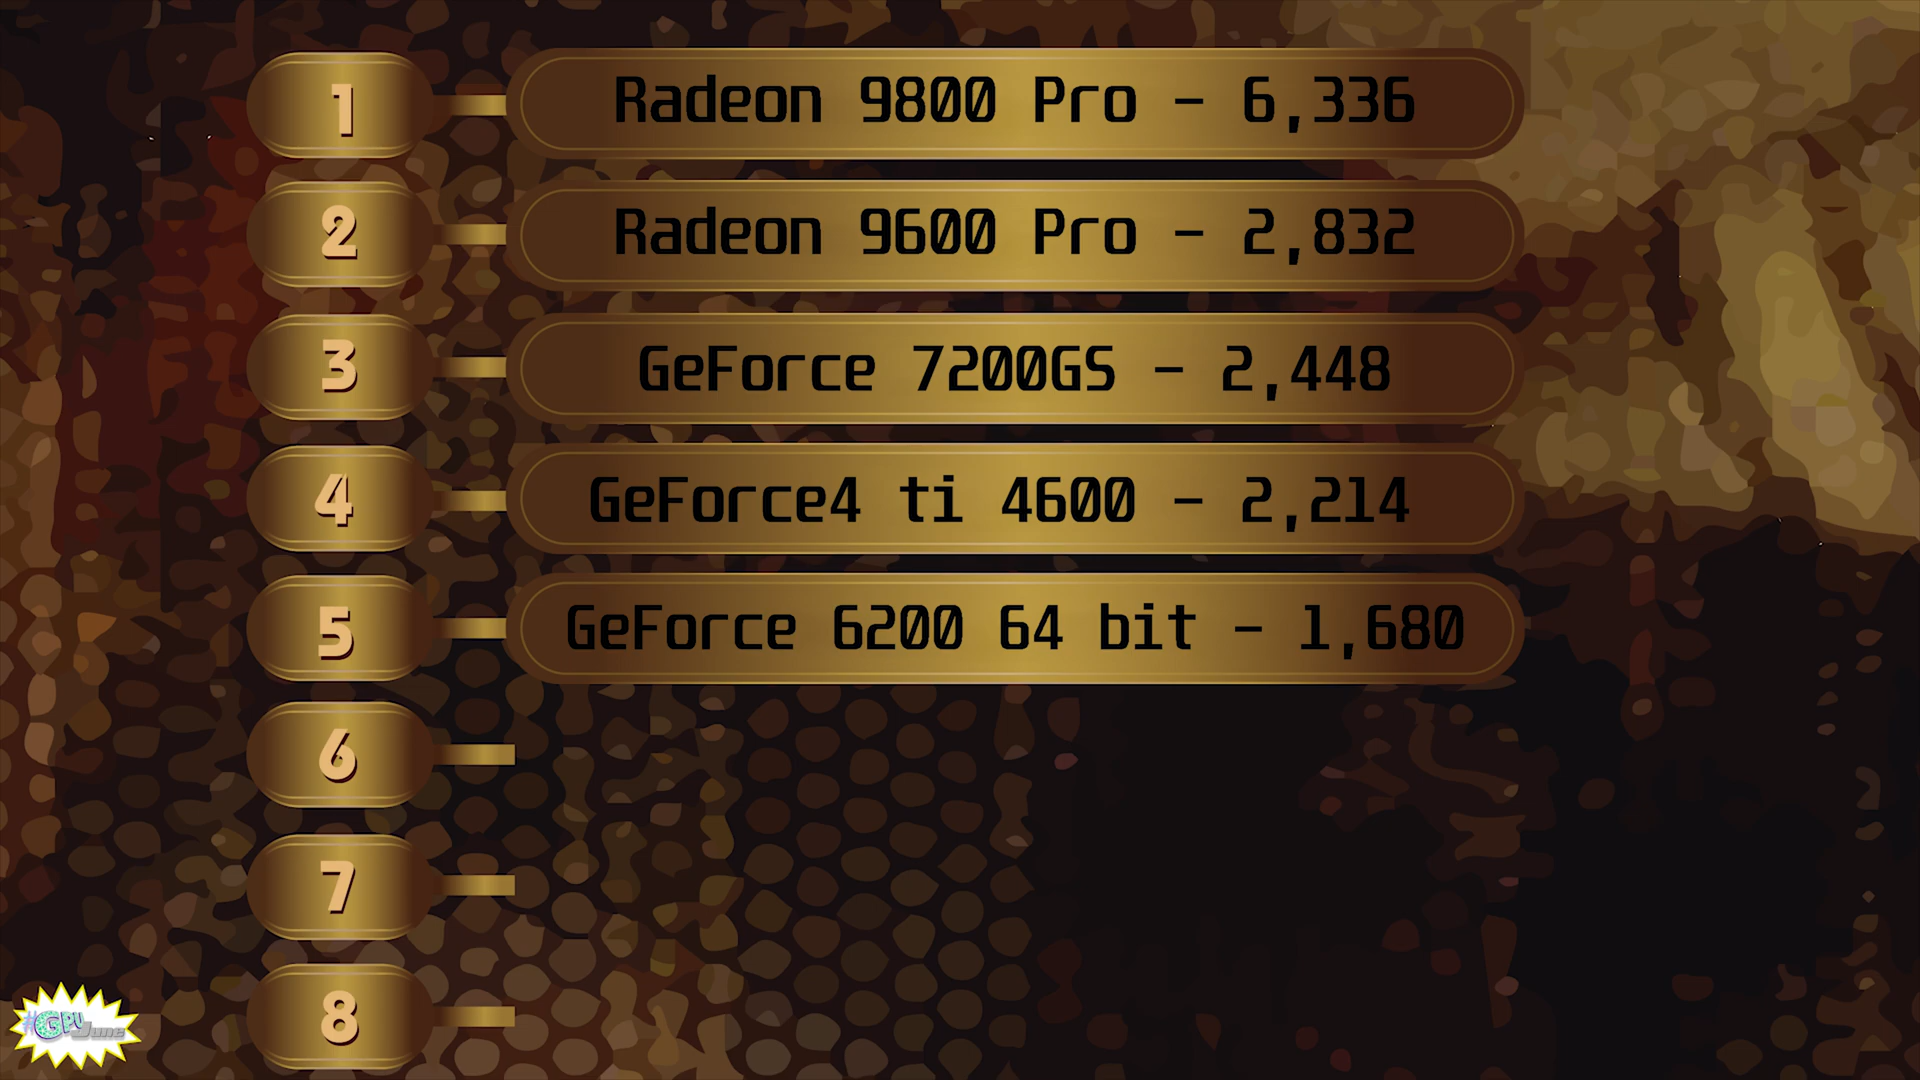 1
Radeon 9800 Pro - 6,336
2
Radeon 9600 Pro - 2,832
3
GeForce 7200GS - 2,448
4
GeForce4 ti 4600 - 2,214
5
GeForce 6200 64 bit - 1,680
6
7
8
#GPUJune